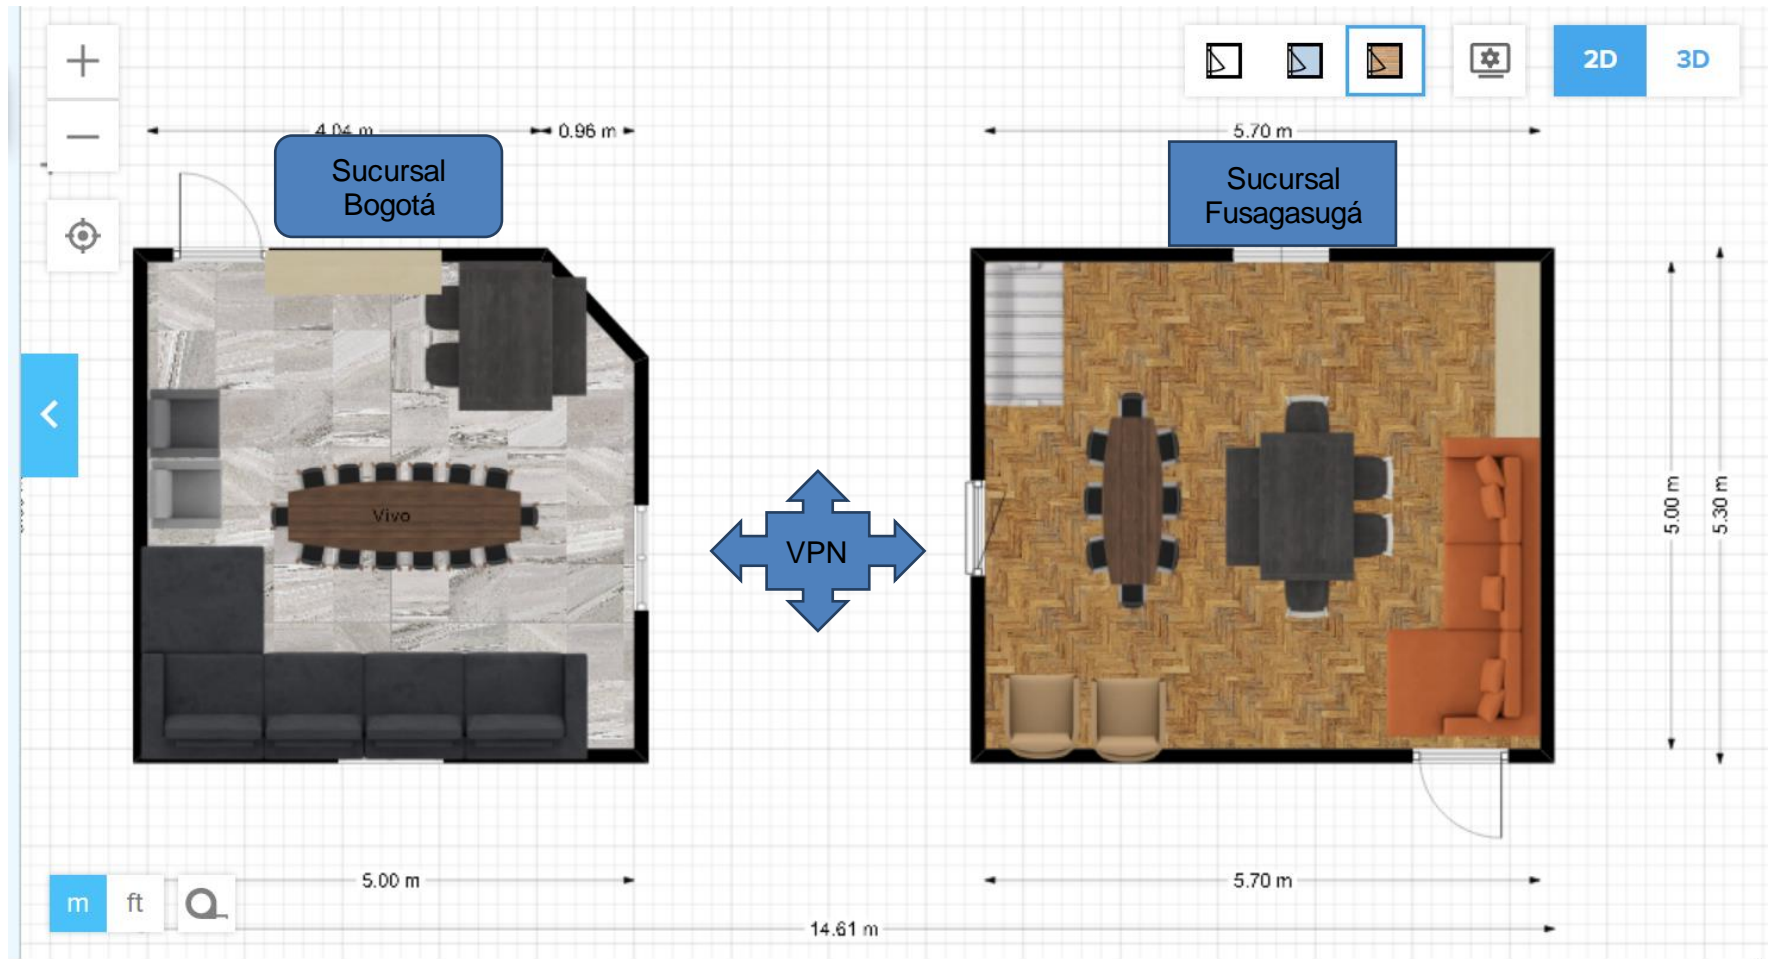 2D
3D
4.04 m
0.96 m
5.70 m
Sucursal
Bogotá
Sucursal
Fusagasugá
Vivo
VPN
5.00 m
5.30 m
5.00 m
5.70 m
m
ft
14.61 m